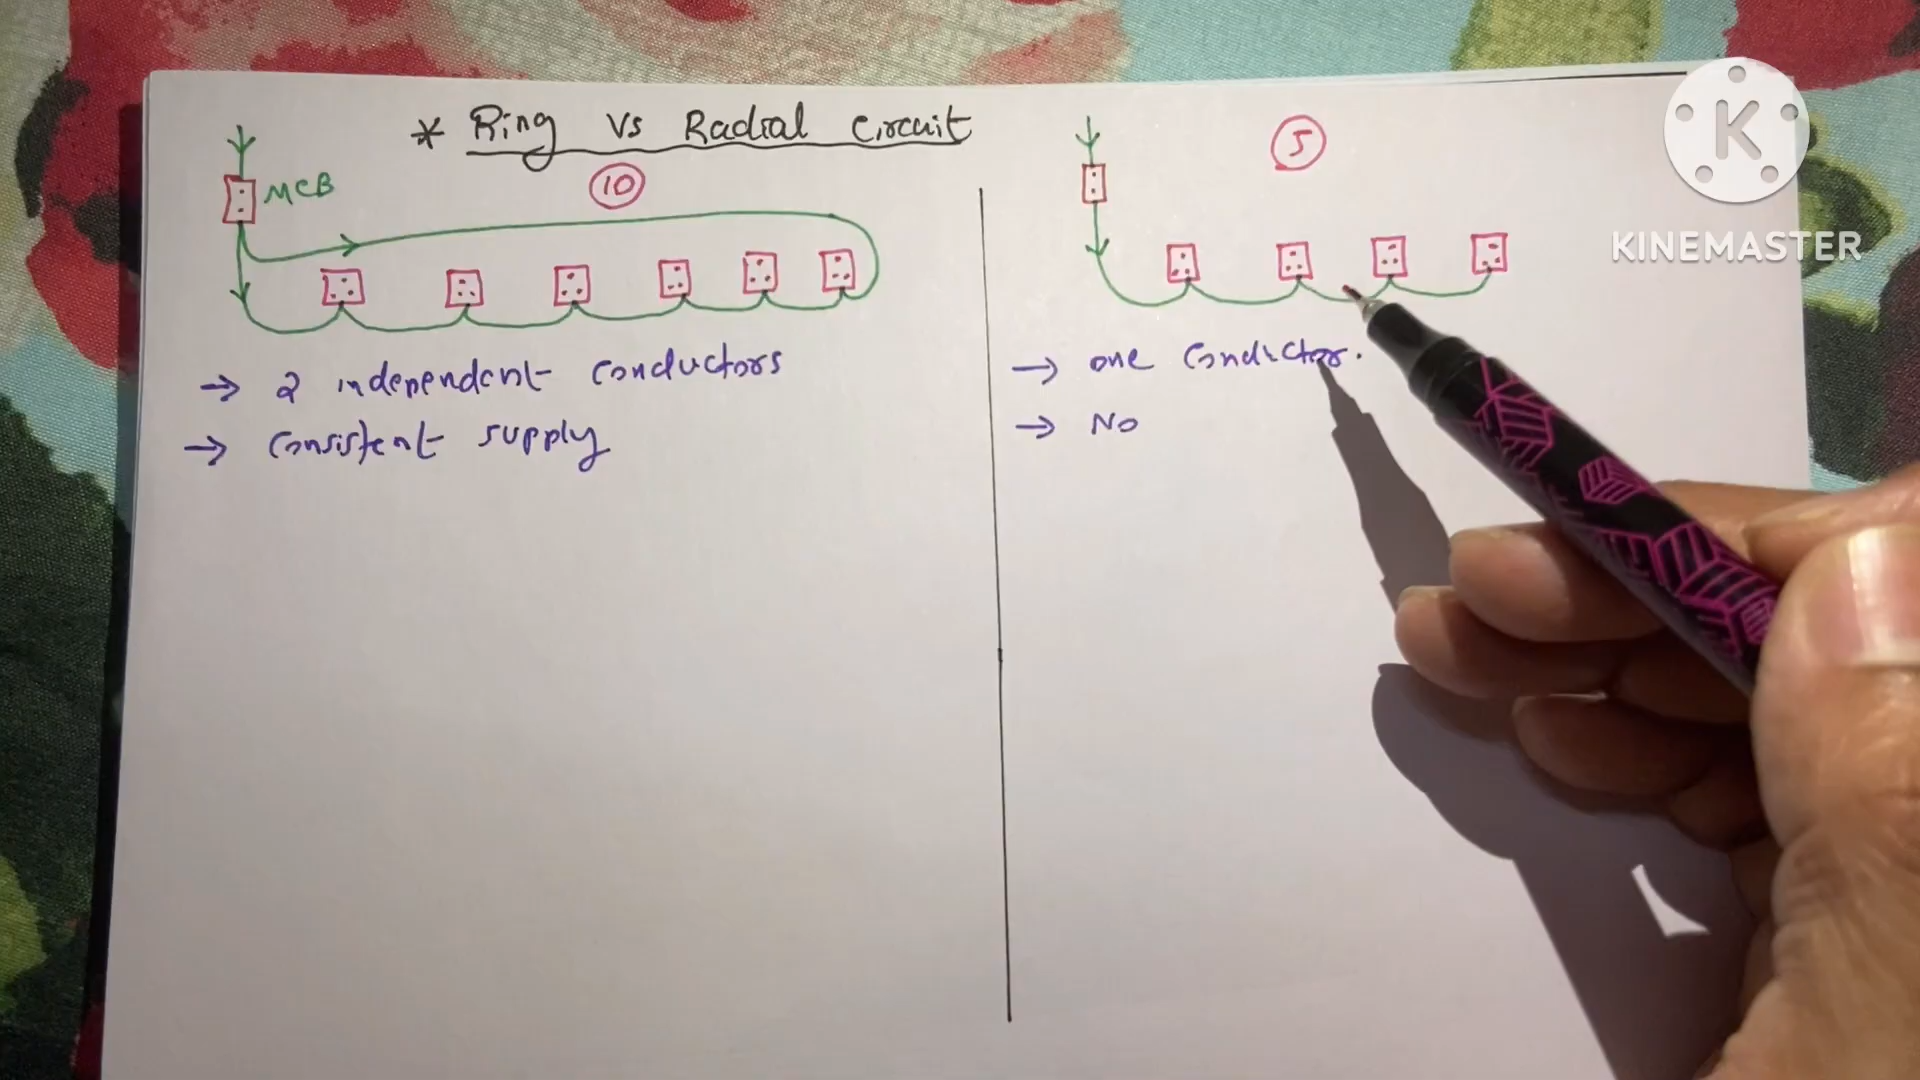 * Ring vs Radial Circuit
MCB
10
→ 2 independent conductors
→ Consistent supply
5
→ one Conductor.
→ No
K
KINEMASTER